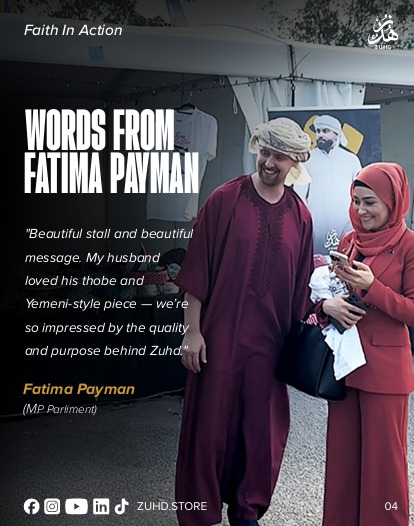 Faith In Action
هدى
ZUHD
WORDS FROM
FATIMA PAYMAN
"Beautiful stall and beautiful
message. My husband
loved his thobe and
Yemeni-style piece — we're
so impressed by the quality
and purpose behind Zuhd."
Fatima Payman
(MP Parliment)
ZUHD.STORE
04